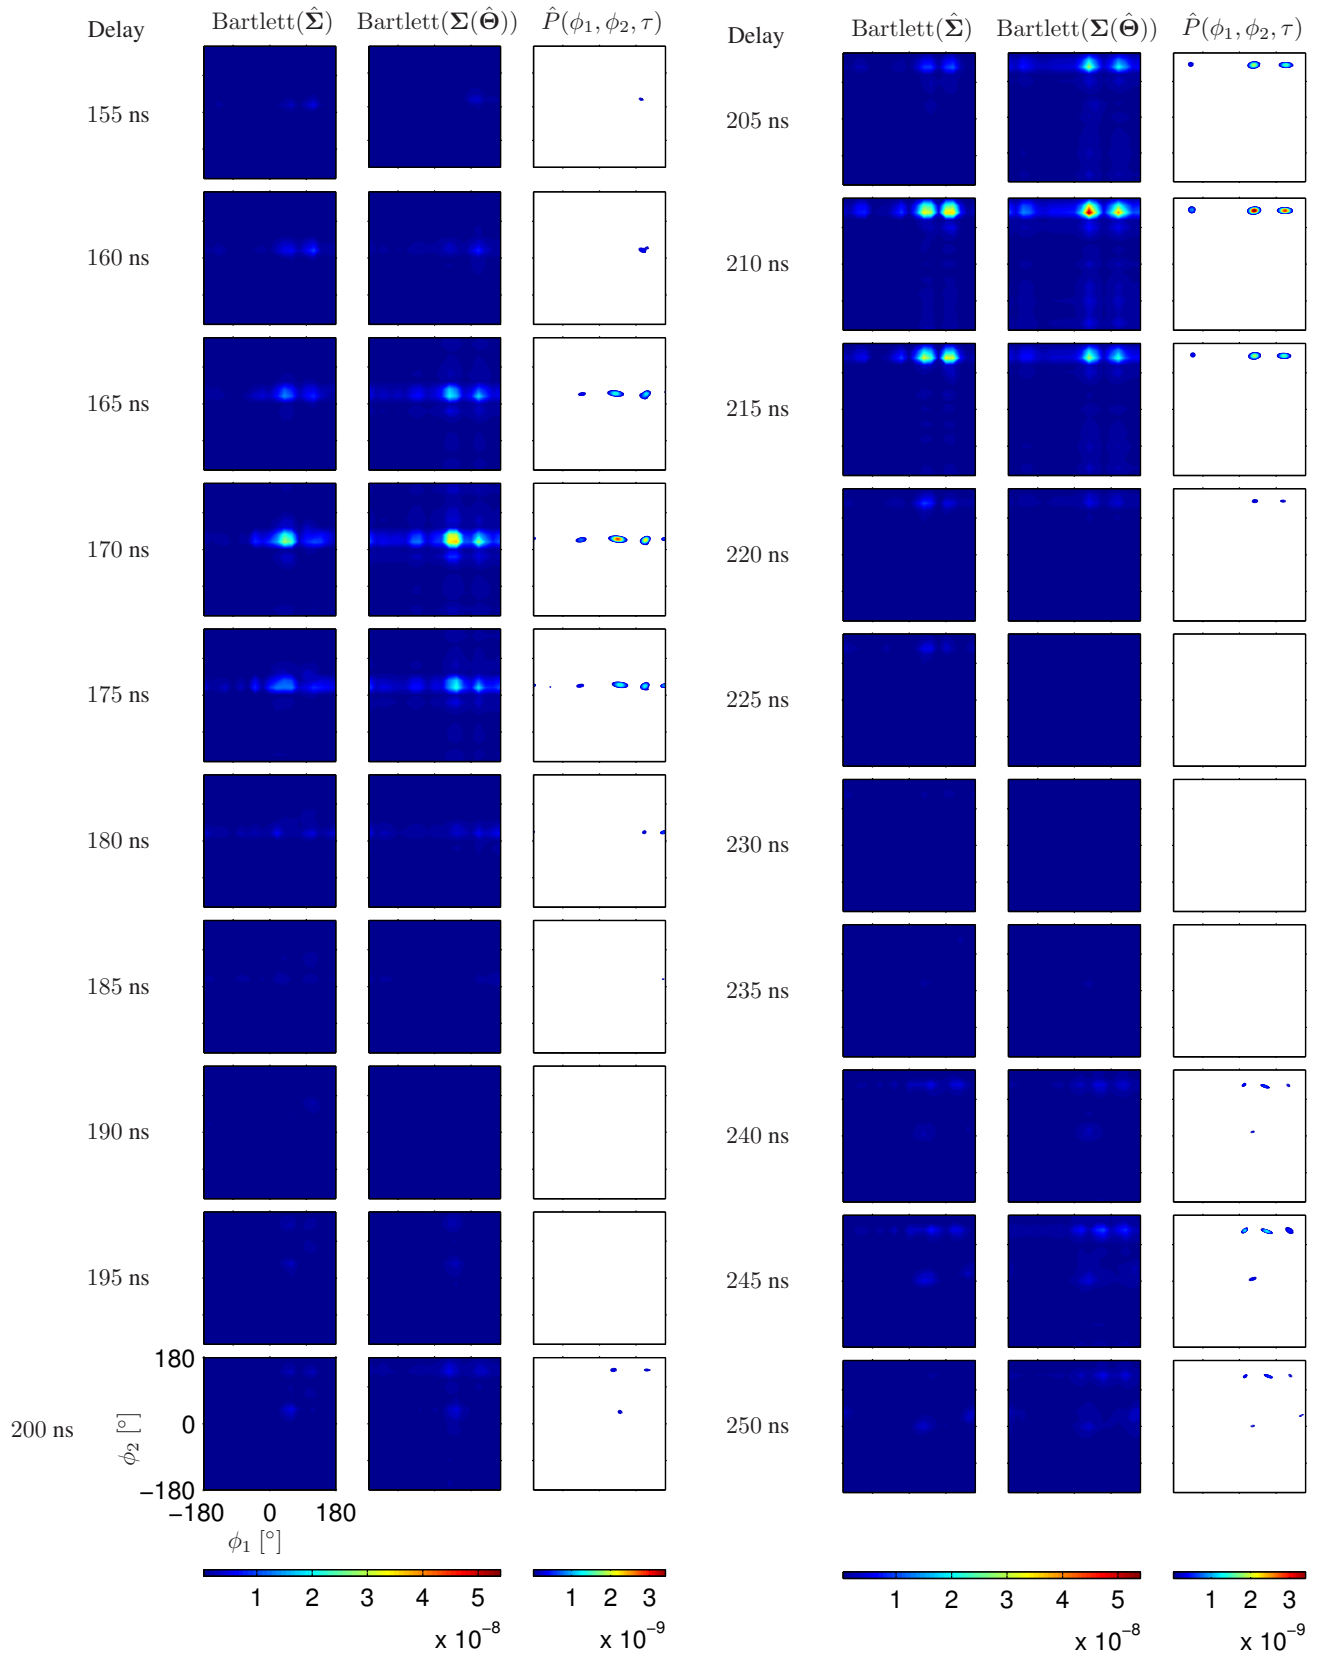 Delay Bartlett(Σ̂) Bartlett(Σ(Θ̂)) P̂(ϕ₁, ϕ₂, τ)
155 ns
160 ns
165 ns
170 ns
175 ns
180 ns
185 ns
190 ns
195 ns
200 ns
180
0
−180
ϕ₂ [°]
−180 0 180
ϕ₁ [°]
1 2 3 4 5
x 10⁻⁸
1 2 3
x 10⁻⁹
Delay Bartlett(Σ̂) Bartlett(Σ(Θ̂)) P̂(ϕ₁, ϕ₂, τ)
205 ns
210 ns
215 ns
220 ns
225 ns
230 ns
235 ns
240 ns
245 ns
250 ns
1 2 3 4 5
x 10⁻⁸
1 2 3
x 10⁻⁹